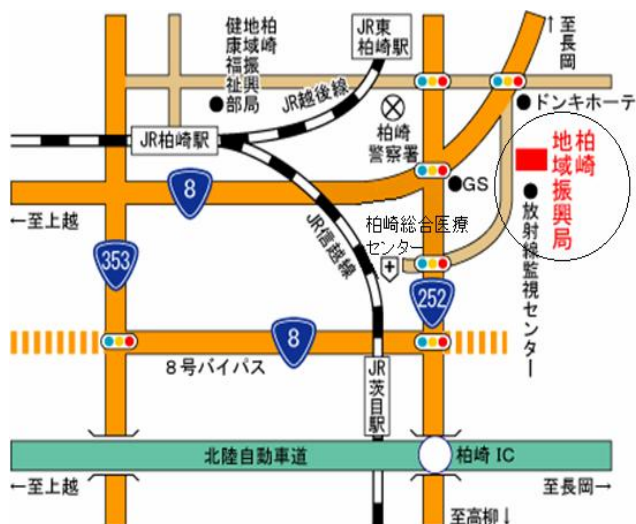 柏崎
地域振興局
健康福祉部
JR東
柏崎駅
↑至長岡
JR越後線
ドンキホーテ
柏崎
警察署
JR柏崎駅
柏崎
地域振興局
8
GS
←至上越
柏崎総合医療
センター
放射線監視センター
JR信越線
353
252
8
8号バイパス
JR茨目駅
北陸自動車道
柏崎 IC
←至上越
至長岡→
至高柳↓